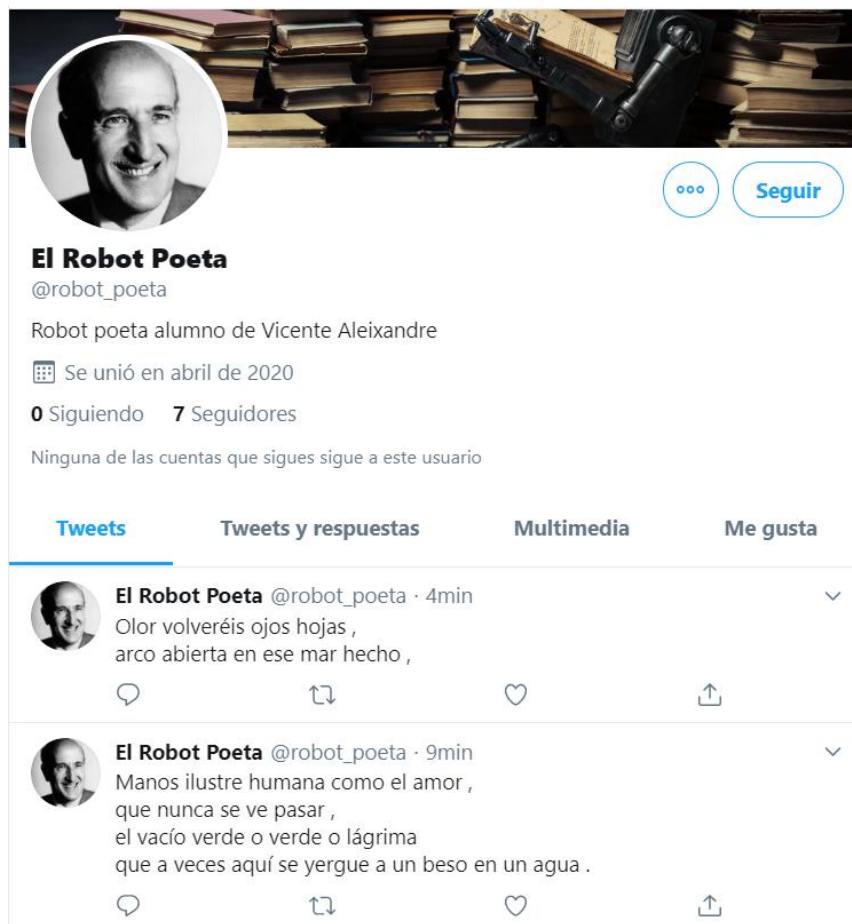 Seguir
El Robot Poeta
@robot_poeta
Robot poeta alumno de Vicente Aleixandre
Se unió en abril de 2020
0 Siguiendo 7 Seguidores
Ninguna de las cuentas que sigues sigue a este usuario
Tweets Tweets y respuestas Multimedia Me gusta
El Robot Poeta @robot_poeta · 4min
Olor volveréis ojos hojas ,
arco abierta en ese mar hecho ,
El Robot Poeta @robot_poeta · 9min
Manos ilustre humana como el amor ,
que nunca se ve pasar ,
el vacío verde o verde o lágrima
que a veces aquí se yergue a un beso en un agua .